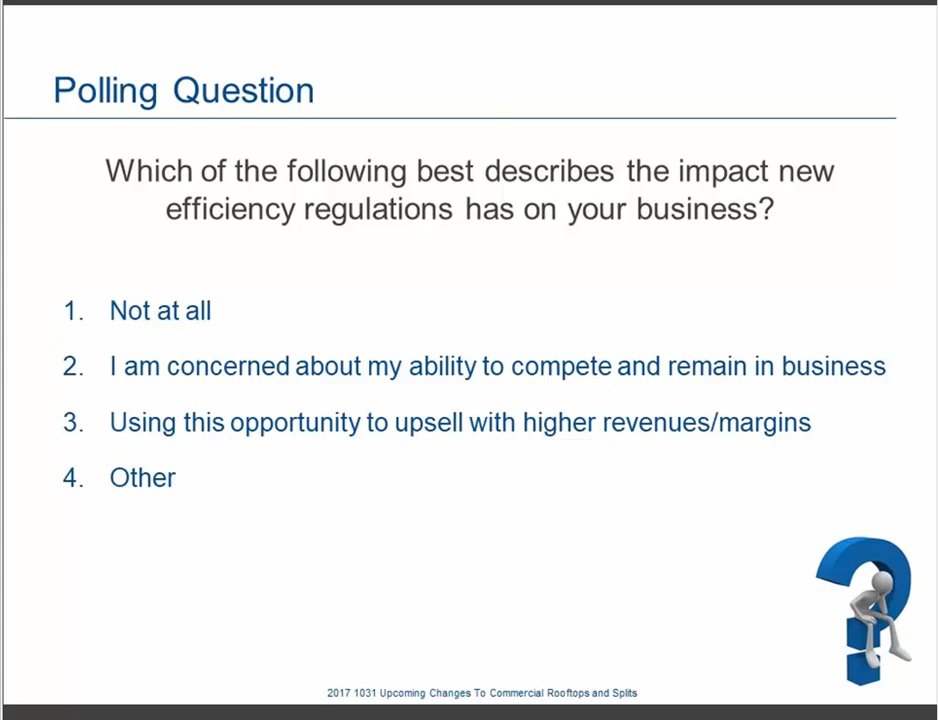 Polling Question
Which of the following best describes the impact new
efficiency regulations has on your business?
1. Not at all
2. I am concerned about my ability to compete and remain in business
3. Using this opportunity to upsell with higher revenues/margins
4. Other
2017 1031 Upcoming Changes To Commercial Rooftops and Splits